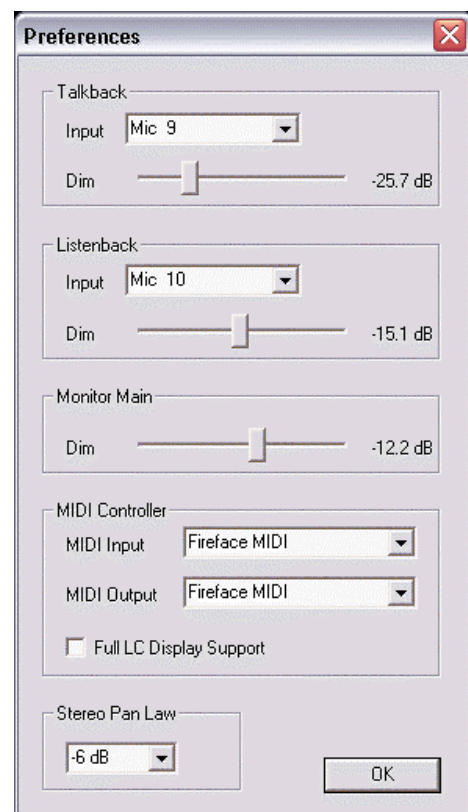 Preferences
Talkback
Input Mic 9
Dim -25.7 dB
Listenback
Input Mic 10
Dim -15.1 dB
Monitor Main
Dim -12.2 dB
MIDI Controller
MIDI Input Fireface MIDI
MIDI Output Fireface MIDI
Full LC Display Support
Stereo Pan Law
-6 dB
OK